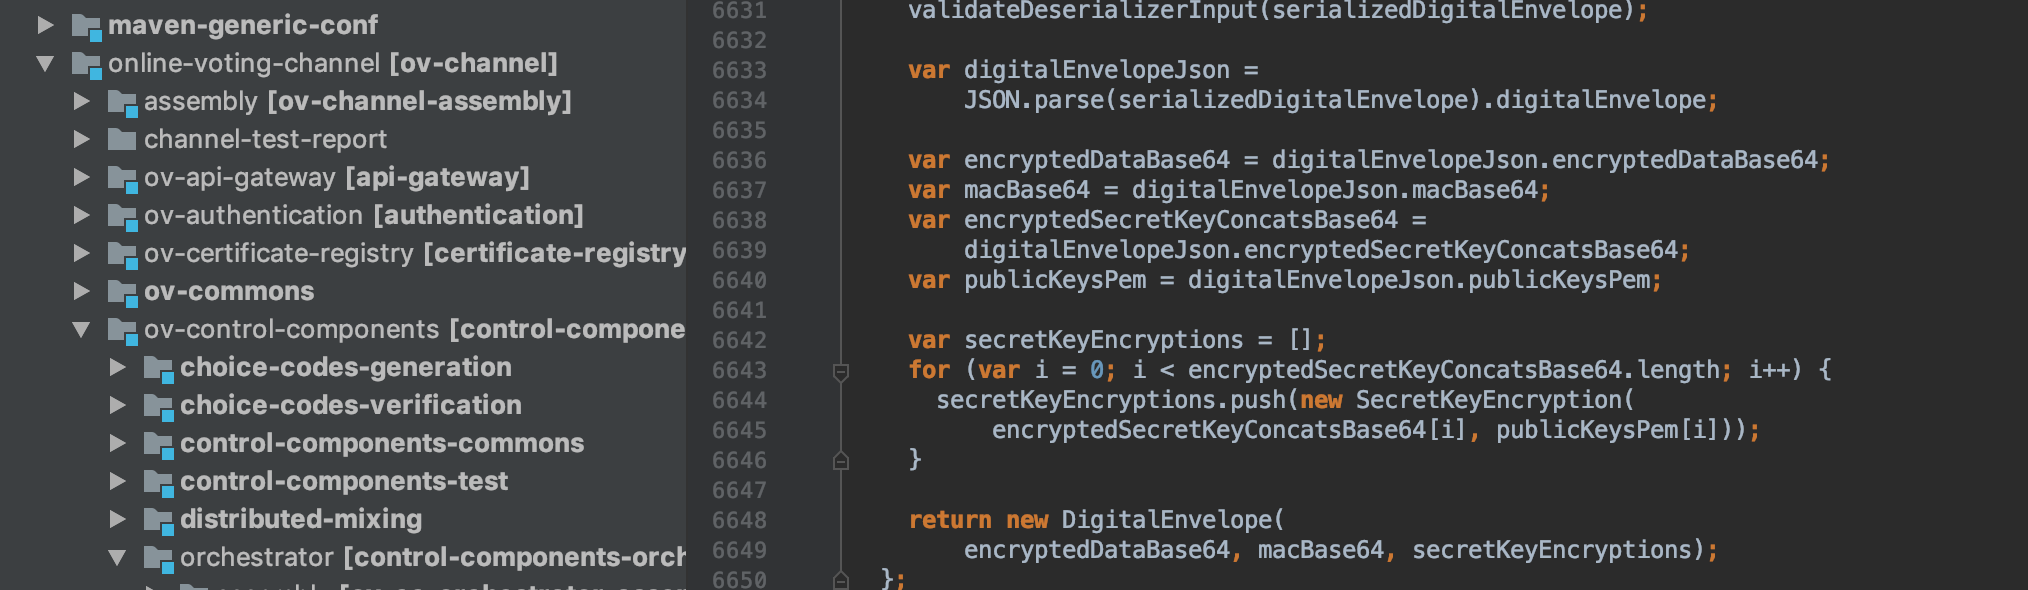 maven-generic-conf
online-voting-channel [ov-channel]
assembly [ov-channel-assembly]
channel-test-report
ov-api-gateway [api-gateway]
ov-authentication [authentication]
ov-certificate-registry [certificate-registry
ov-commons
ov-control-components [control-compone
choice-codes-generation
choice-codes-verification
control-components-commons
control-components-test
distributed-mixing
orchestrator [control-components-orch
6631 validateDeserializerInput(serializedDigitalEnvelope);
6632
6633 var digitalEnvelopeJson =
6634 JSON.parse(serializedDigitalEnvelope).digitalEnvelope;
6635
6636 var encryptedDataBase64 = digitalEnvelopeJson.encryptedDataBase64;
6637 var macBase64 = digitalEnvelopeJson.macBase64;
6638 var encryptedSecretKeyConcatsBase64 =
6639 digitalEnvelopeJson.encryptedSecretKeyConcatsBase64;
6640 var publicKeysPem = digitalEnvelopeJson.publicKeysPem;
6641
6642 var secretKeyEncryptions = [];
6643 for (var i = 0; i < encryptedSecretKeyConcatsBase64.length; i++) {
6644 secretKeyEncryptions.push(new SecretKeyEncryption(
6645 encryptedSecretKeyConcatsBase64[i], publicKeysPem[i]));
6646 }
6647
6648 return new DigitalEnvelope(
6649 encryptedDataBase64, macBase64, secretKeyEncryptions);
6650 };